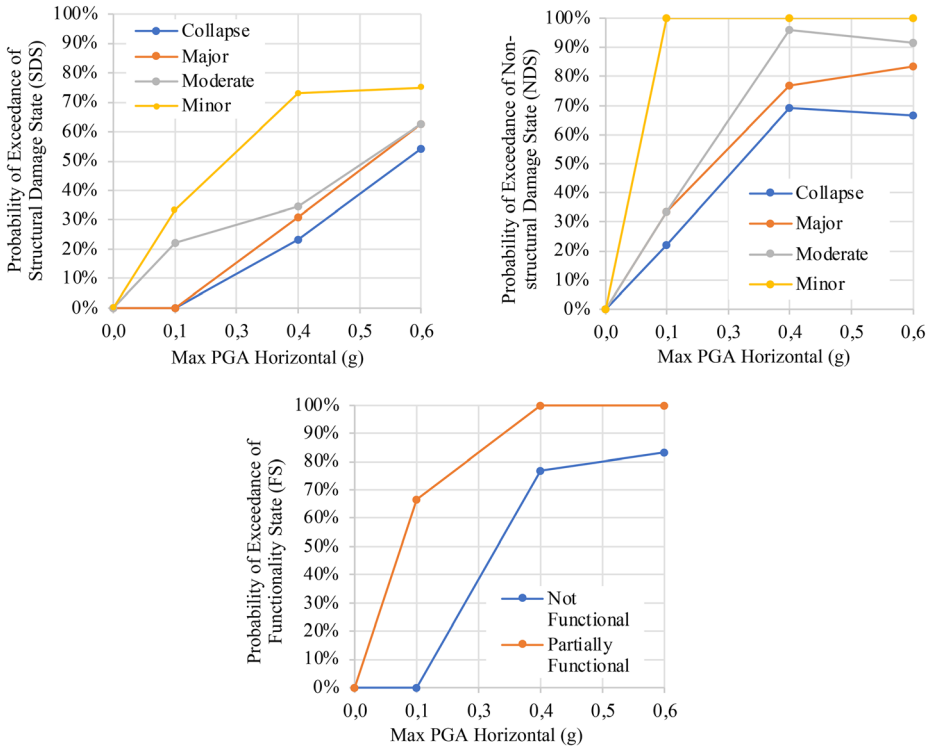 Probability of Exceedance of
Structural Damage State (SDS)
100%
90%
80%
70%
60%
50%
40%
30%
20%
10%
0%
Collapse
Major
Moderate
Minor
0,0 0,1 0,3 0,4 0,5 0,6
Max PGA Horizontal (g)
Probability of Exceedance of Non-
structural Damage State (NDS)
100%
90%
80%
70%
60%
50%
40%
30%
20%
10%
0%
Collapse
Major
Moderate
Minor
0,0 0,1 0,3 0,4 0,5 0,6
Max PGA Horizontal (g)
Probability of Exceedance of
Functionality State (FS)
100%
90%
80%
70%
60%
50%
40%
30%
20%
10%
0%
Not
Functional
Partially
Functional
0,0 0,1 0,3 0,4 0,5 0,6
Max PGA Horizontal (g)